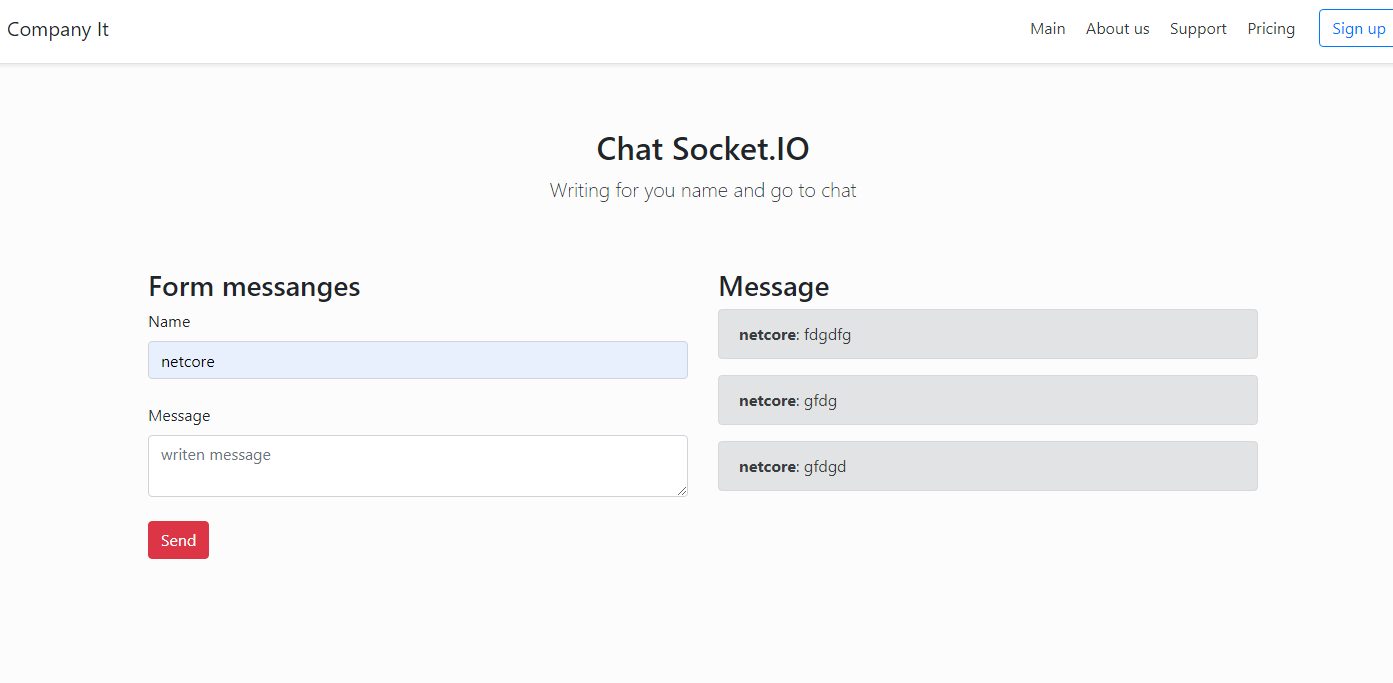 Company It
Main About us Support Pricing Sign up
Chat Socket.IO
Writing for you name and go to chat
Form messanges
Name
netcore
Message
writen message
Send
Message
netcore: fdgdfg
netcore: gfdg
netcore: gfdgd